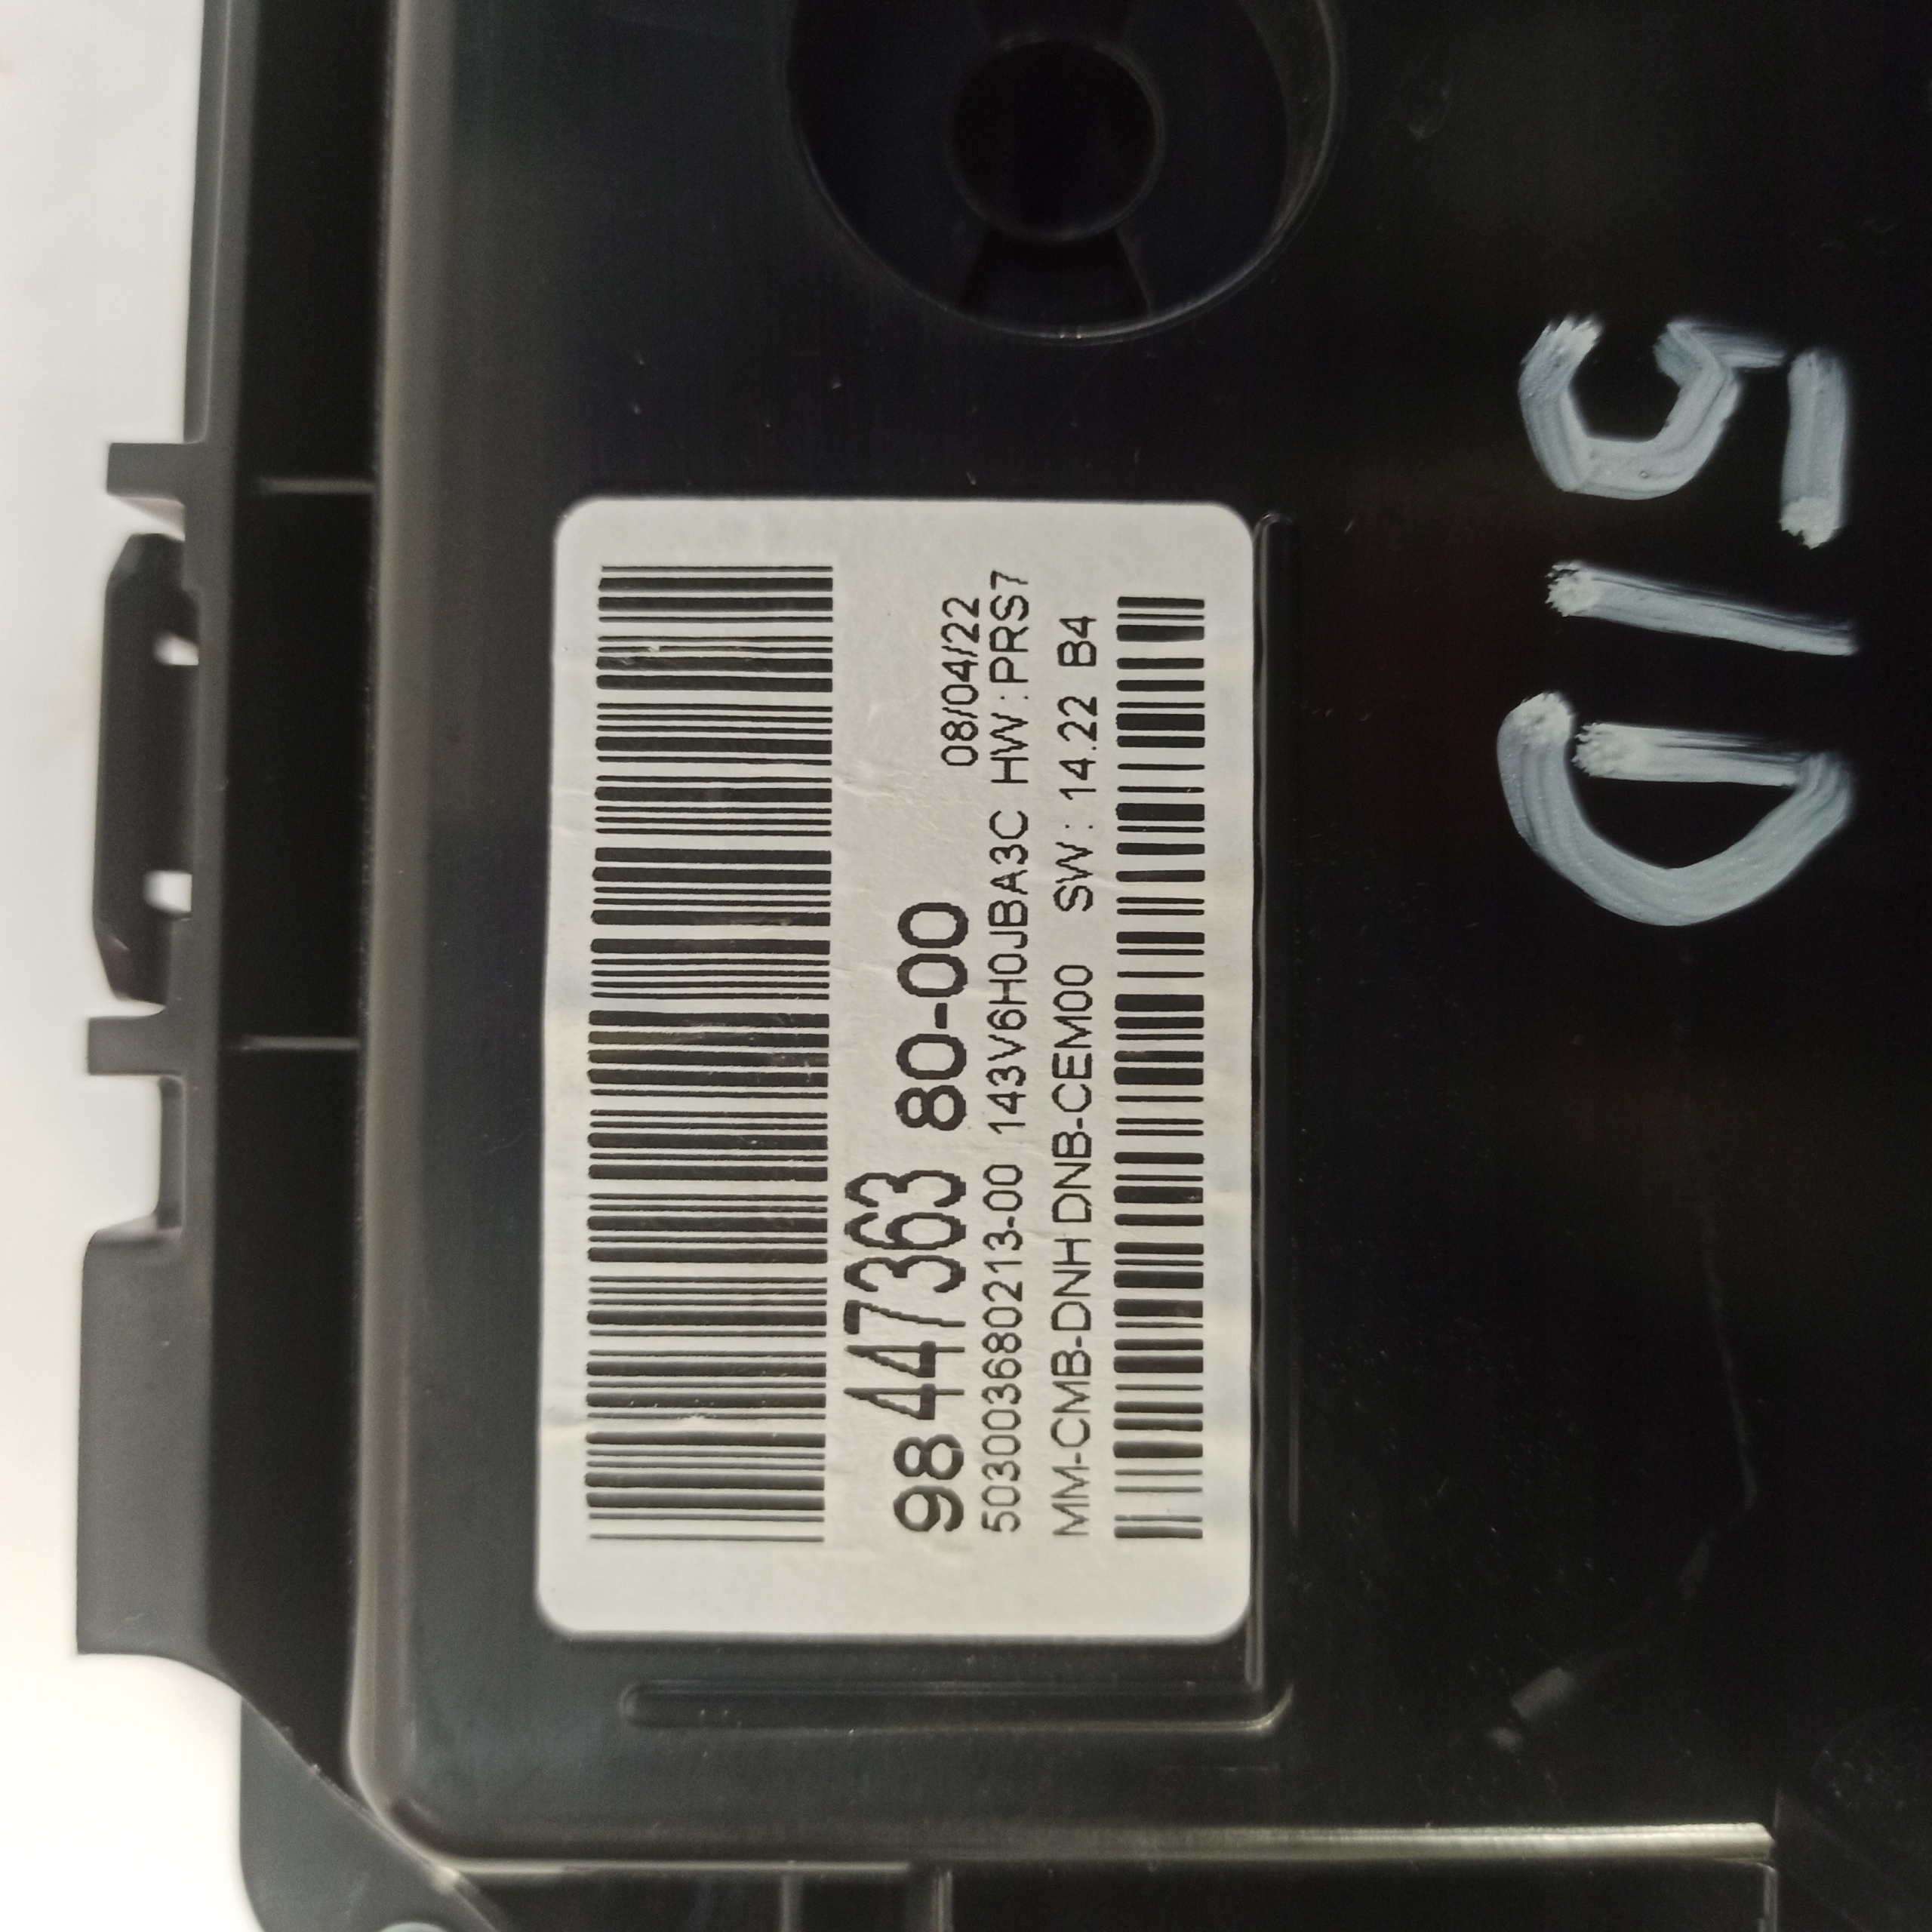 98 447363 80-00
08/04/22
503003680213-00 143V6H0JBA3C HW:PRS7
MM-CMB-DNH DNB-CEM00 SW: 14.22 B4
51D